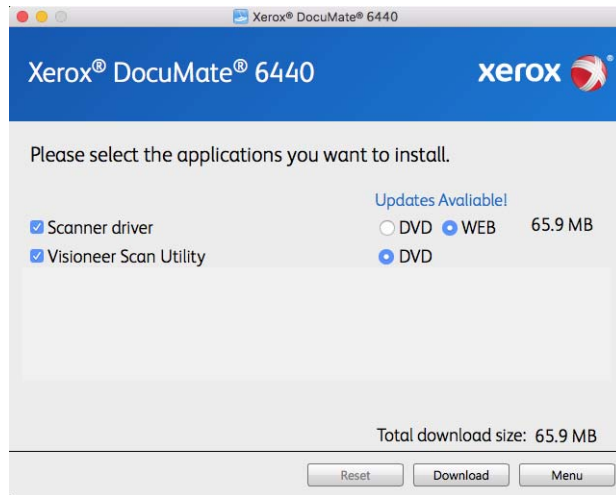 Xerox® DocuMate® 6440
Xerox® DocuMate® 6440 xerox®
Please select the applications you want to install.
Updates Avaliable!
Scanner driver DVD WEB 65.9 MB
Visioneer Scan Utility DVD
Total download size: 65.9 MB
Reset Download Menu